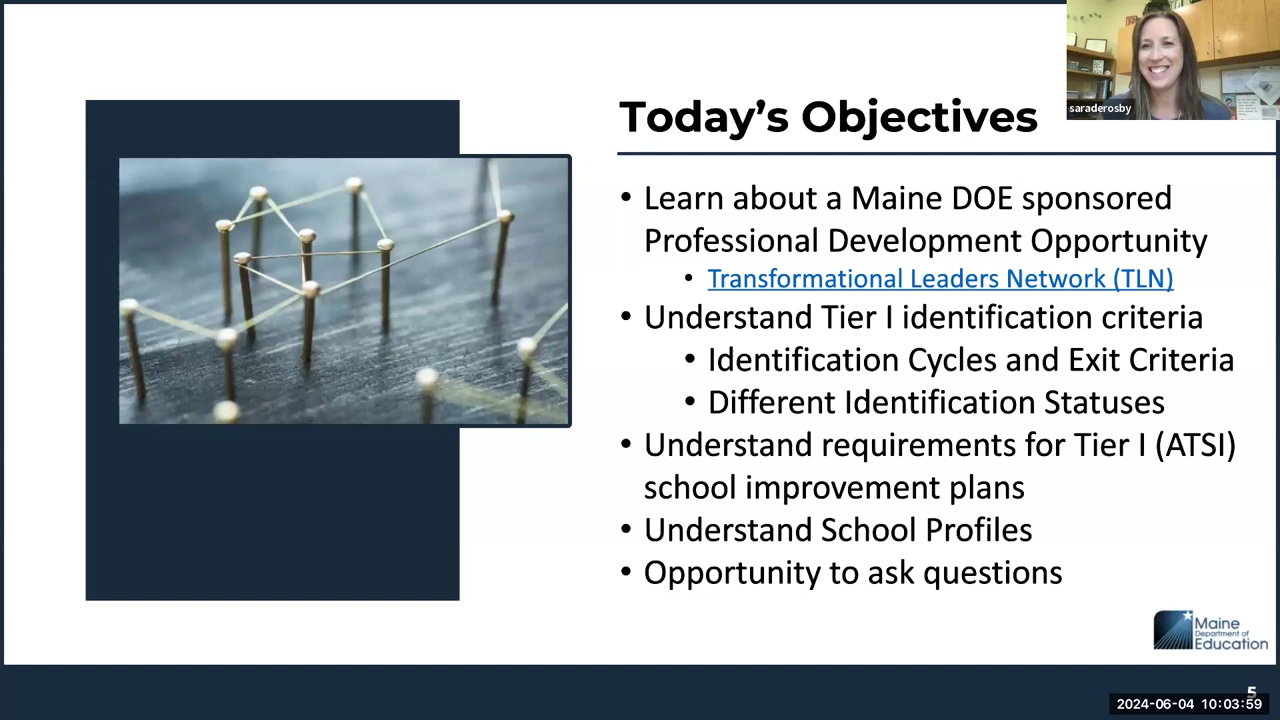 saraderosby
Today's Objectives
• Learn about a Maine DOE sponsored
Professional Development Opportunity
• Transformational Leaders Network (TLN)
• Understand Tier I identification criteria
• Identification Cycles and Exit Criteria
• Different Identification Statuses
• Understand requirements for Tier I (ATSI)
school improvement plans
• Understand School Profiles
• Opportunity to ask questions
Maine
Department of
Education
5
2024-06-04 10:03:59